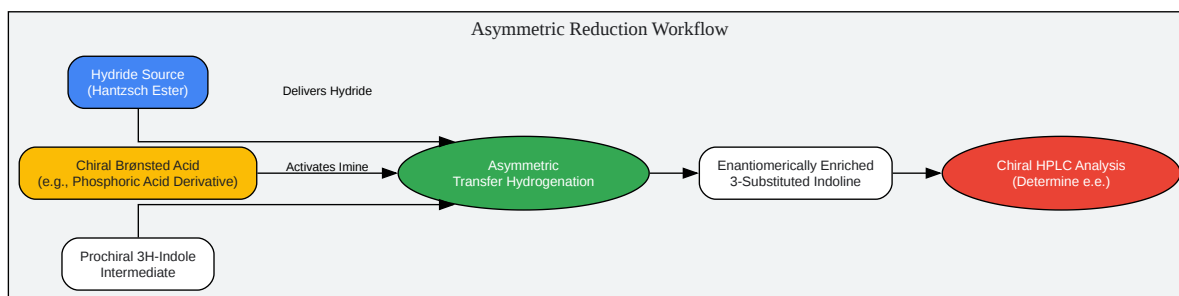 Asymmetric Reduction Workflow
Hydride Source
(Hantzsch Ester)
Delivers Hydride
Chiral Brønsted Acid
(e.g., Phosphoric Acid Derivative)
Activates Imine
Asymmetric
Transfer Hydrogenation
Enantiomerically Enriched
3-Substituted Indoline
Chiral HPLC Analysis
(Determine e.e.)
Prochiral 3H-Indole
Intermediate